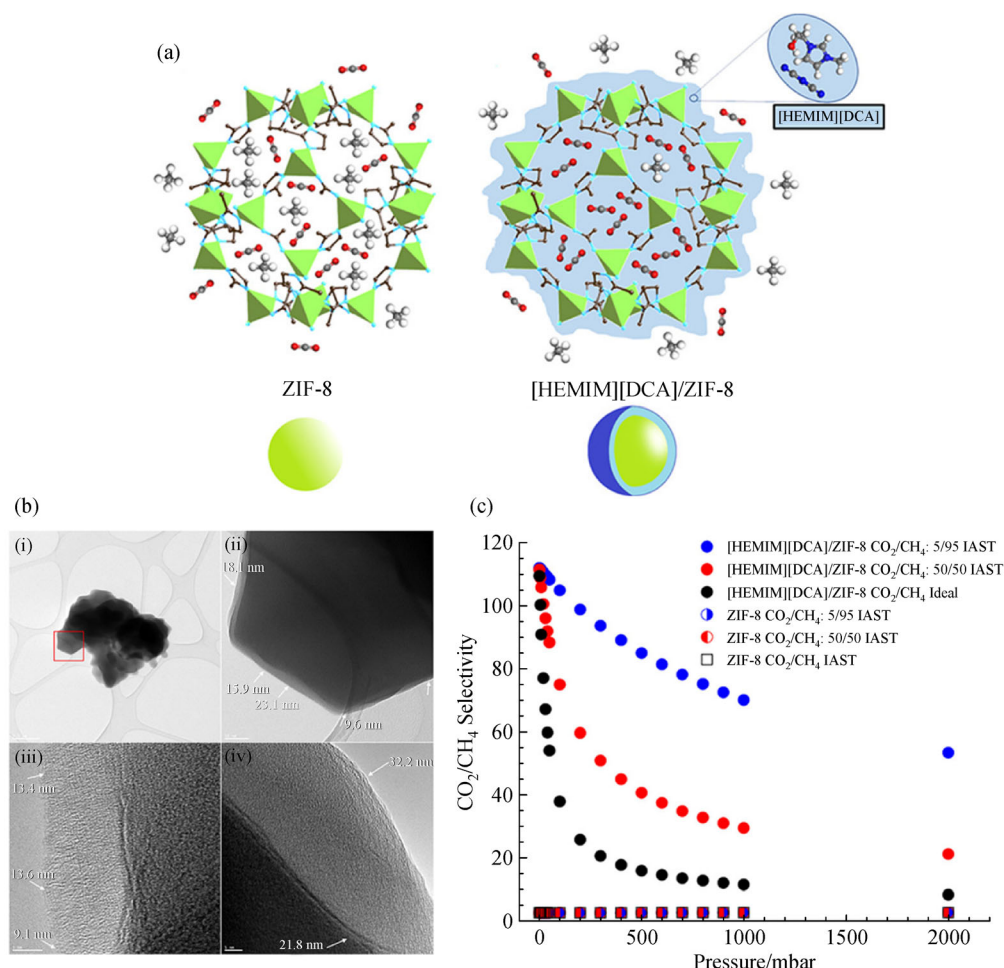 (a)
[HEMIM][DCA]
ZIF-8
[HEMIM][DCA]/ZIF-8
(b)
(i)
(ii)
18.1 nm
15.9 nm
23.1 nm
9.6 nm
(iii)
13.4 nm
13.6 nm
9.1 nm
(iv)
32.2 nm
21.8 nm
(c)
[HEMIM][DCA]/ZIF-8 CO₂/CH₄: 5/95 IAST
[HEMIM][DCA]/ZIF-8 CO₂/CH₄: 50/50 IAST
[HEMIM][DCA]/ZIF-8 CO₂/CH₄ Ideal
ZIF-8 CO₂/CH₄: 5/95 IAST
ZIF-8 CO₂/CH₄: 50/50 IAST
ZIF-8 CO₂/CH₄ IAST
CO₂/CH₄ Selectivity
120
100
80
60
40
20
0
0 500 1000 1500 2000
Pressure/mbar